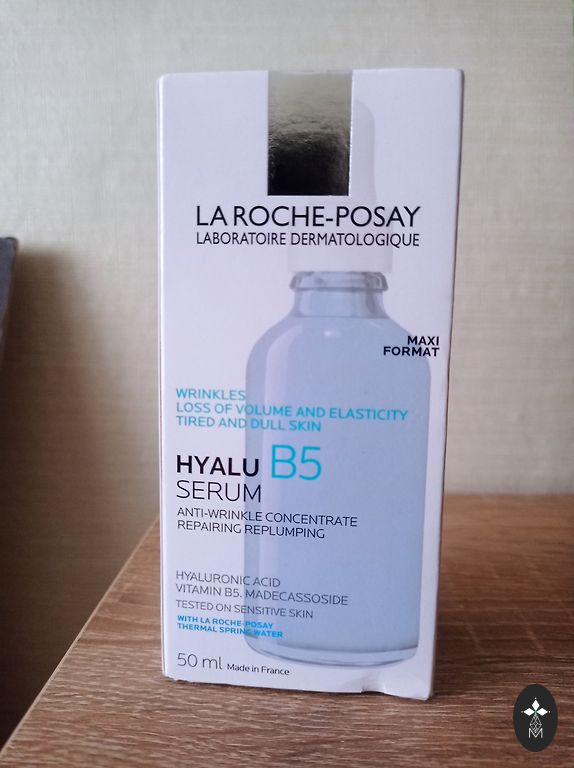 LA ROCHE-POSAY
LABORATOIRE DERMATOLOGIQUE
MAXI
FORMAT
WRINKLES
LOSS OF VOLUME AND ELASTICITY
TIRED AND DULL SKIN
HYALU B5
SERUM
ANTI-WRINKLE CONCENTRATE
REPAIRING REPLUMPING
HYALURONIC ACID
VITAMIN B5. MADECASSOSIDE
TESTED ON SENSITIVE SKIN
WITH LA ROCHE-POSAY
THERMAL SPRING WATER
50 ml Made in France
M